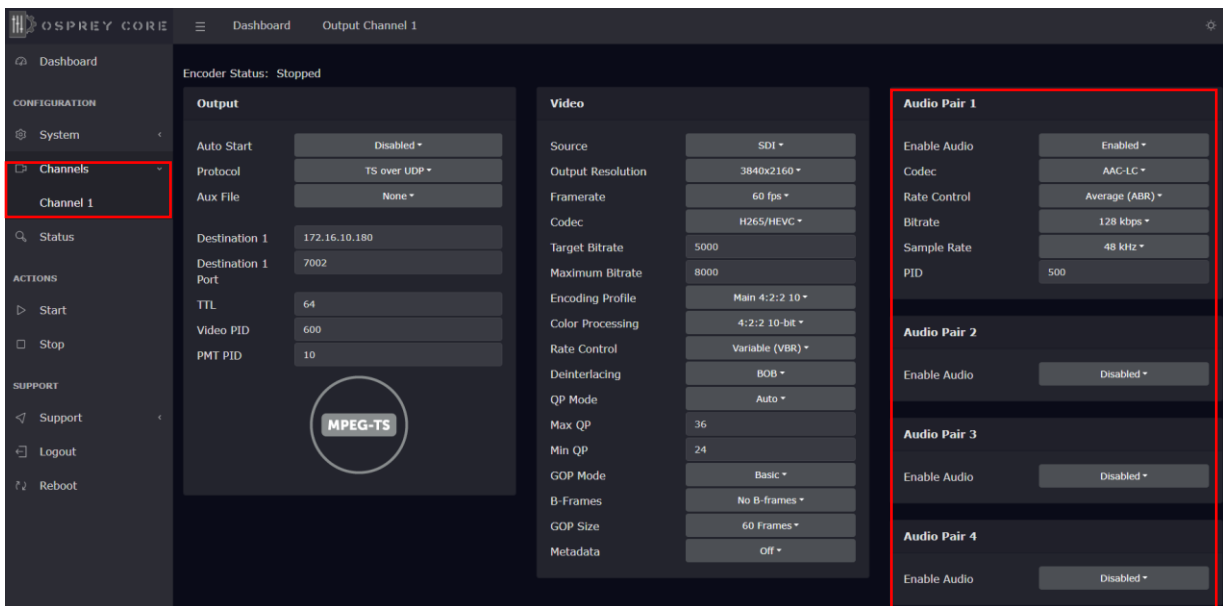 OSPREY CORE
Dashboard Output Channel 1
Dashboard
CONFIGURATION
System
Channels
Channel 1
Status
ACTIONS
Start
Stop
SUPPORT
Support
Logout
Reboot
Encoder Status: Stopped
Output
Auto Start Disabled
Protocol TS over UDP
Aux File None
Destination 1 172.16.10.180
Destination 1
Port 7002
TTL 64
Video PID 600
PMT PID 10
MPEG-TS
Video
Source SDI
Output Resolution 3840x2160
Framerate 60 fps
Codec H265/HEVC
Target Bitrate 5000
Maximum Bitrate 8000
Encoding Profile Main 4:2:2 10
Color Processing 4:2:2 10-bit
Rate Control Variable (VBR)
Deinterlacing BOB
QP Mode Auto
Max QP 36
Min QP 24
GOP Mode Basic
B-Frames No B-frames
GOP Size 60 Frames
Metadata Off
Audio Pair 1
Enable Audio Enabled
Codec AAC-LC
Rate Control Average (ABR)
Bitrate 128 kbps
Sample Rate 48 kHz
PID 500
Audio Pair 2
Enable Audio Disabled
Audio Pair 3
Enable Audio Disabled
Audio Pair 4
Enable Audio Disabled